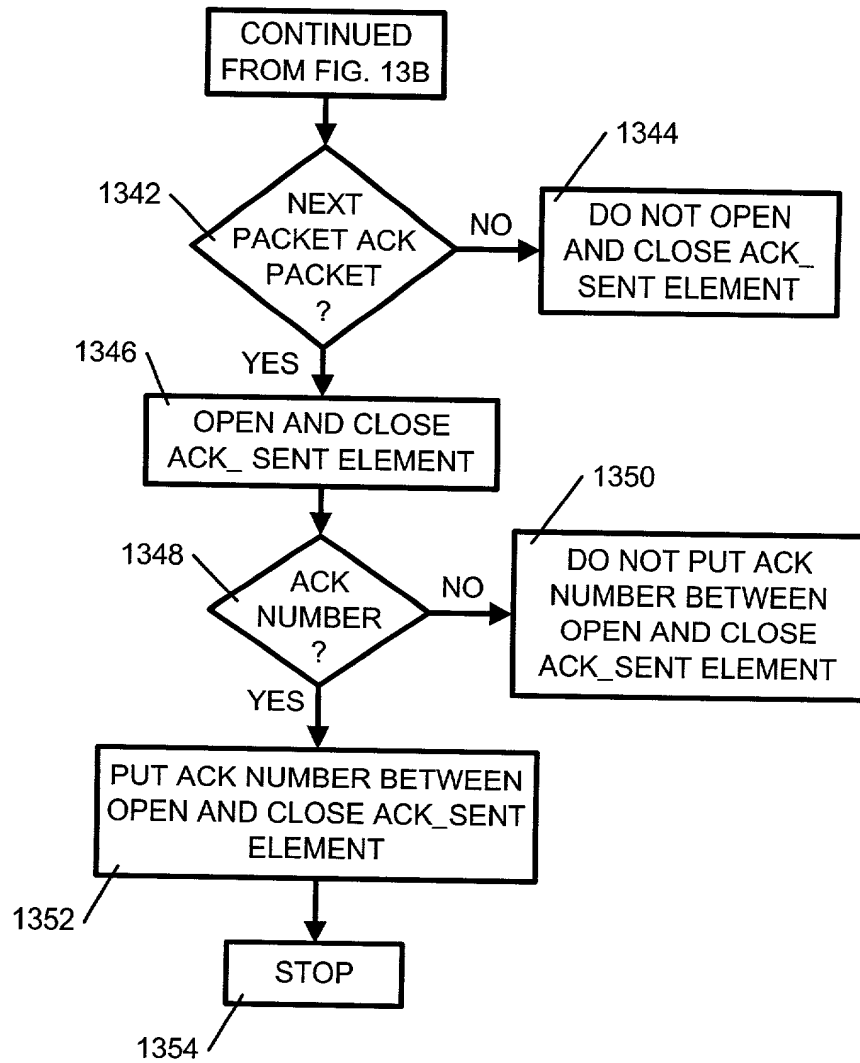 CONTINUED
FROM FIG. 13B
1342
NEXT
PACKET ACK
PACKET
?
NO
1344
DO NOT OPEN
AND CLOSE ACK_
SENT ELEMENT
YES
1346
OPEN AND CLOSE
ACK_ SENT ELEMENT
1348
ACK
NUMBER
?
NO
1350
DO NOT PUT ACK
NUMBER BETWEEN
OPEN AND CLOSE
ACK_SENT ELEMENT
YES
PUT ACK NUMBER BETWEEN
OPEN AND CLOSE ACK_SENT
ELEMENT
1352
STOP
1354